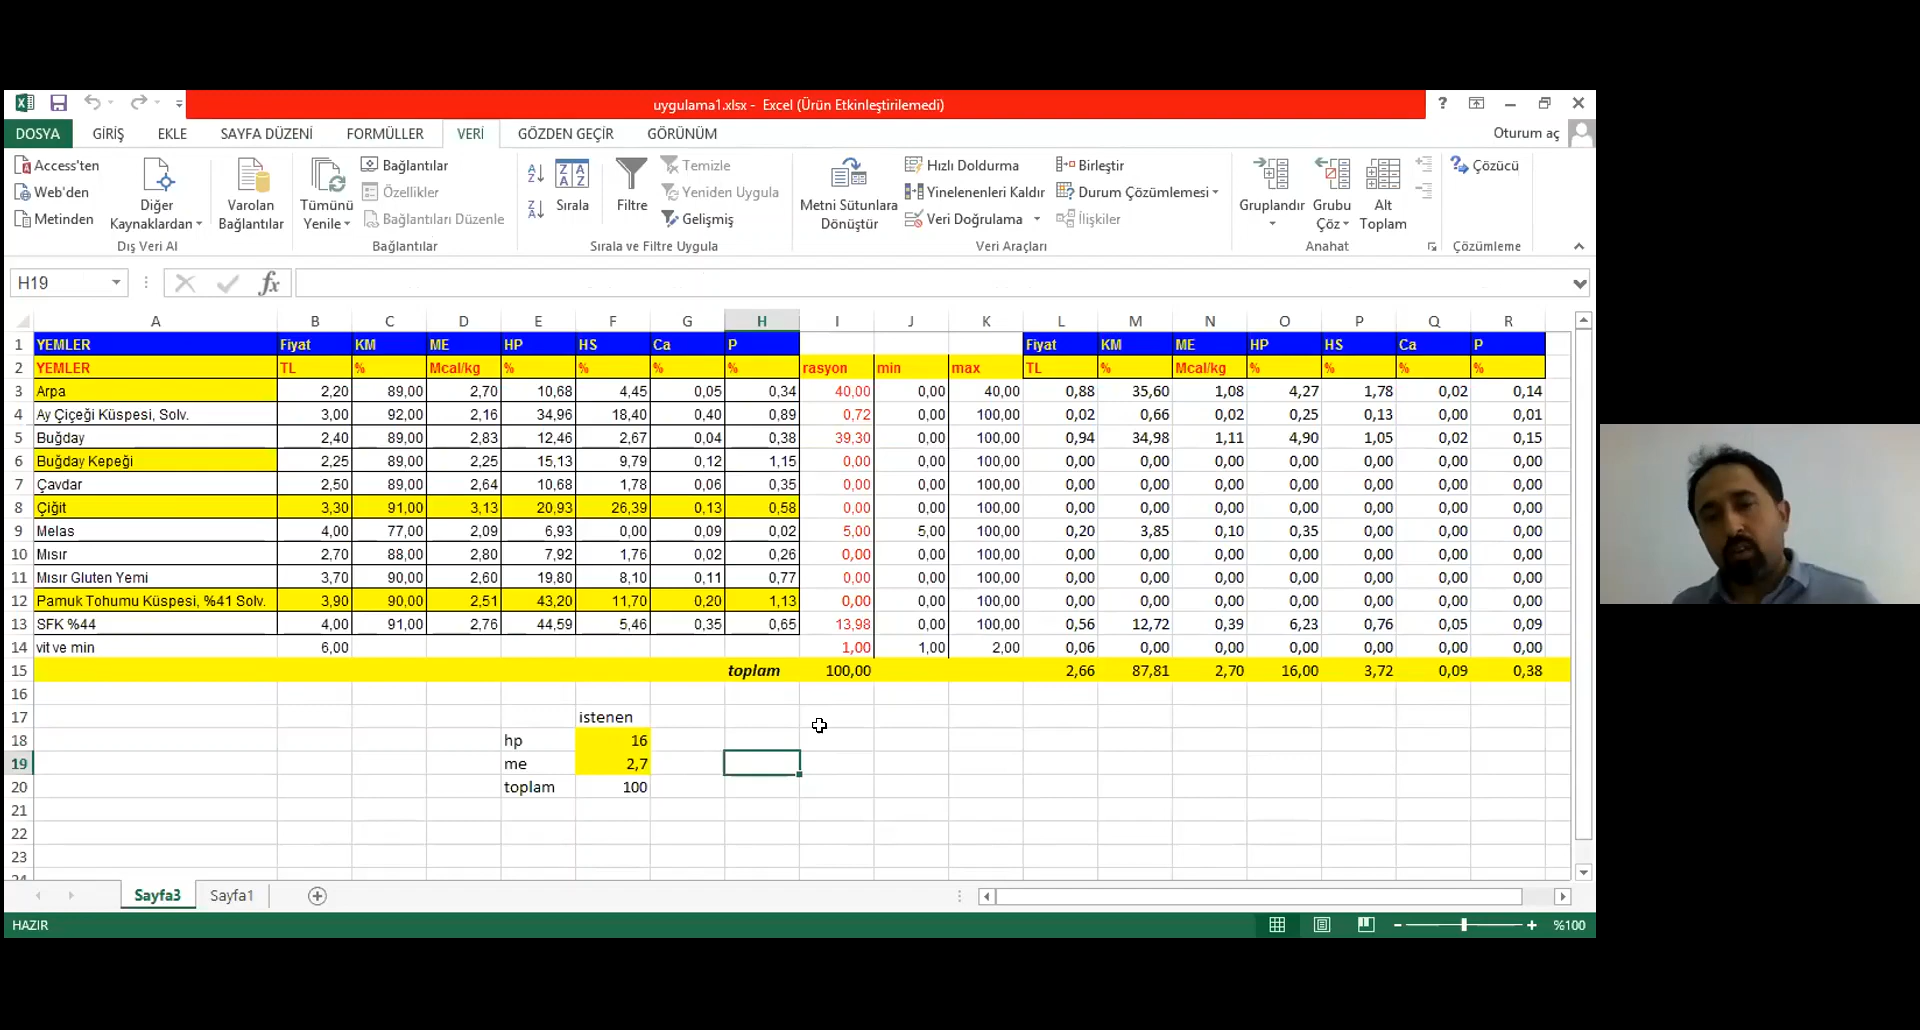 uygulama1.xlsx - Excel (Ürün Etkinleştirilemedi)
DOSYA GİRİŞ EKLE SAYFA DÜZENİ FORMÜLLER VERİ GÖZDEN GEÇİR GÖRÜNÜM Oturum aç
Access'ten
Web'den
Metinden
Diğer Kaynaklardan
Varolan Bağlantılar
Dış Veri Al
Tümünü Yenile
Bağlantılar
Özellikler
Bağlantıları Düzenle
Bağlantılar
Sırala
Filtre
Temizle
Yeniden Uygula
Gelişmiş
Sırala ve Filtre Uygula
Metni Sütunlara Dönüştür
Hızlı Doldurma
Yinelenenleri Kaldır
Veri Doğrulama
Birleştir
Durum Çözümlemesi
İlişkiler
Veri Araçları
Gruplandır
Grubu Çöz
Alt Toplam
Anahat
Çözücü
Çözümleme
H19
A B C D E F G H I J K L M N O P Q R
1 YEMLER Fiyat KM ME HP HS Ca P Fiyat KM ME HP HS Ca P
2 YEMLER TL % Mcal/kg % % % % rasyon min max TL % Mcal/kg % % % %
3 Arpa 2,20 89,00 2,70 10,68 4,45 0,05 0,34 40,00 0,00 40,00 0,88 35,60 1,08 4,27 1,78 0,02 0,14
4 Ay Çiçeği Küspesi, Solv. 3,00 92,00 2,16 34,96 18,40 0,40 0,89 0,72 0,00 100,00 0,02 0,66 0,02 0,25 0,13 0,00 0,01
5 Buğday 2,40 89,00 2,83 12,46 2,67 0,04 0,38 39,30 0,00 100,00 0,94 34,98 1,11 4,90 1,05 0,02 0,15
6 Buğday Kepeği 2,25 89,00 2,25 15,13 9,79 0,12 1,15 0,00 0,00 100,00 0,00 0,00 0,00 0,00 0,00 0,00 0,00
7 Çavdar 2,50 89,00 2,64 10,68 1,78 0,06 0,35 0,00 0,00 100,00 0,00 0,00 0,00 0,00 0,00 0,00 0,00
8 Çiğit 3,30 91,00 3,13 20,93 26,39 0,13 0,58 0,00 0,00 100,00 0,00 0,00 0,00 0,00 0,00 0,00 0,00
9 Melas 4,00 77,00 2,09 6,93 0,00 0,09 0,02 5,00 5,00 100,00 0,20 3,85 0,10 0,35 0,00 0,00 0,00
10 Mısır 2,70 88,00 2,80 7,92 1,76 0,02 0,26 0,00 0,00 100,00 0,00 0,00 0,00 0,00 0,00 0,00 0,00
11 Mısır Gluten Yemi 3,70 90,00 2,60 19,80 8,10 0,11 0,77 0,00 0,00 100,00 0,00 0,00 0,00 0,00 0,00 0,00 0,00
12 Pamuk Tohumu Küspesi, %41 Solv. 3,90 90,00 2,51 43,20 11,70 0,20 1,13 0,00 0,00 100,00 0,00 0,00 0,00 0,00 0,00 0,00 0,00
13 SFK %44 4,00 91,00 2,76 44,59 5,46 0,35 0,65 13,98 0,00 100,00 0,56 12,72 0,39 6,23 0,76 0,05 0,09
14 vit ve min 6,00 1,00 1,00 2,00 0,06 0,00 0,00 0,00 0,00 0,00 0,00
15 toplam 100,00 2,66 87,81 2,70 16,00 3,72 0,09 0,38
16
17 istenen
18 hp 16
19 me 2,7
20 toplam 100
21
22
23
Sayfa3 Sayfa1
HAZIR %100